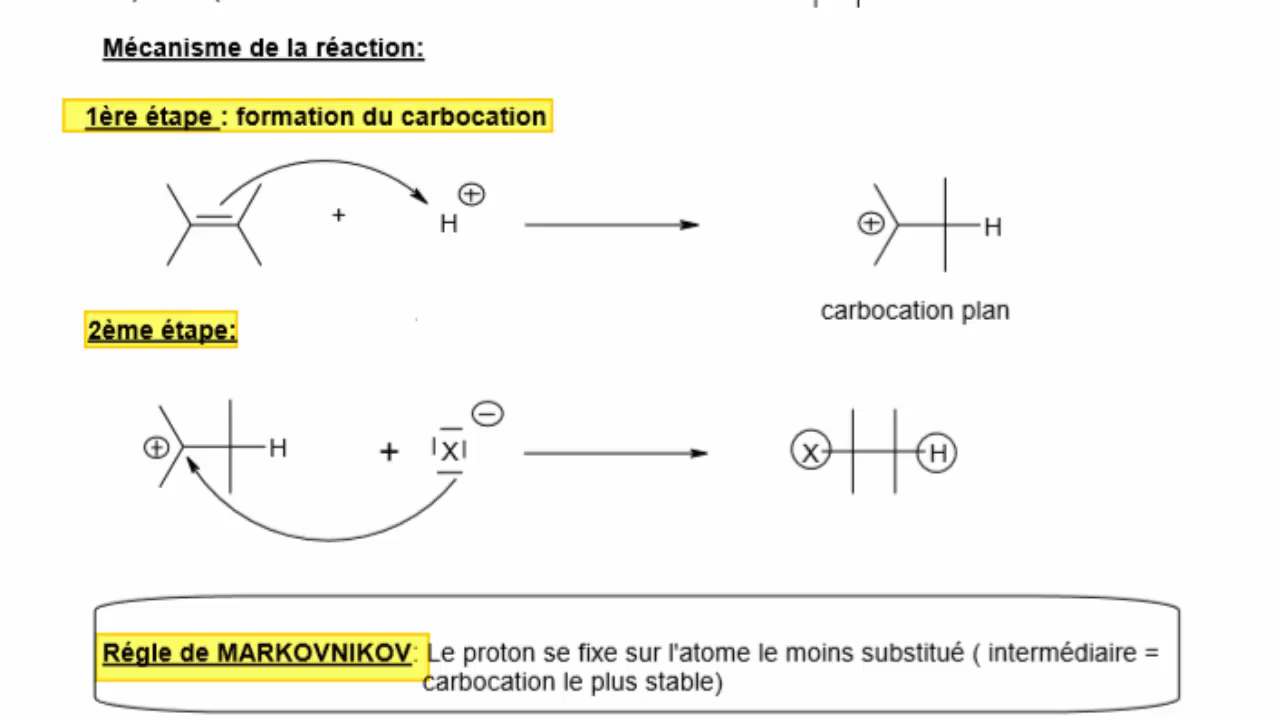 Mécanisme de la réaction:
1ère étape : formation du carbocation
+ H ⊕ ⊕ H
carbocation plan
2ème étape:
⊕ H + |X| ⊖ X H
Régle de MARKOVNIKOV: Le proton se fixe sur l'atome le moins substitué ( intermédiaire =
carbocation le plus stable)